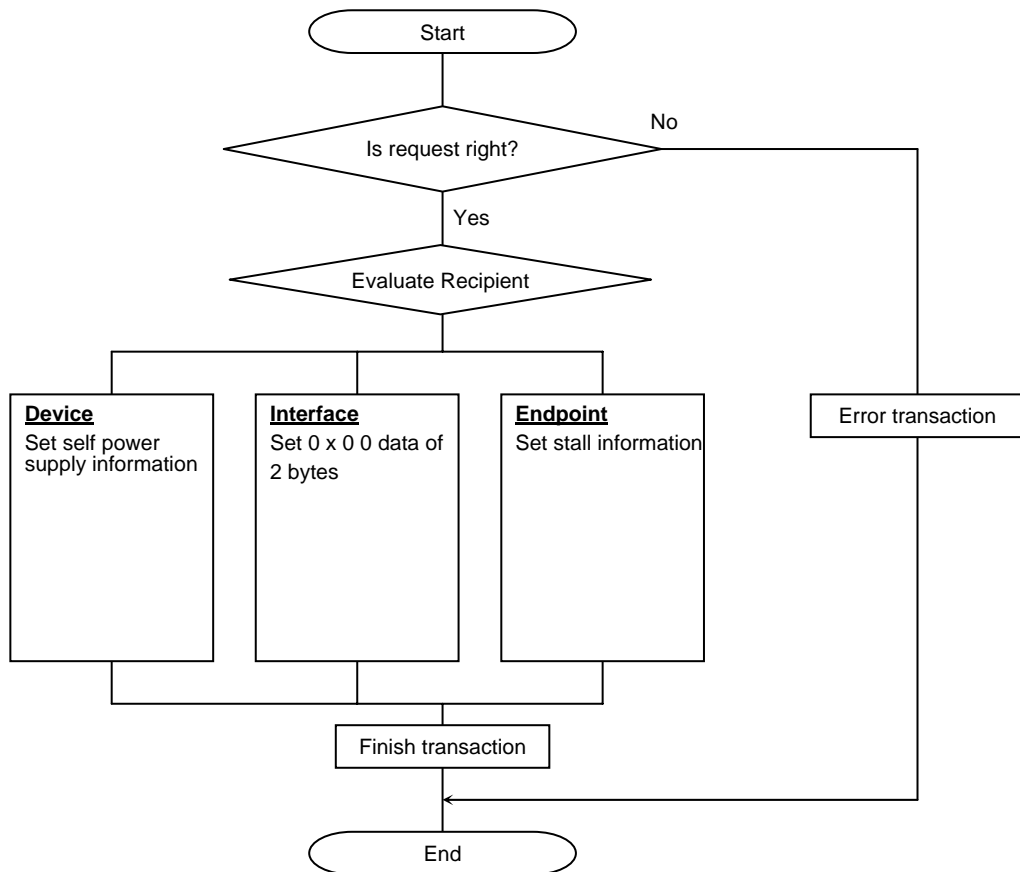 Start
No
Is request right?
Yes
Evaluate Recipient
Device
Set self power
supply information
Interface
Set 0 x 0 0 data of
2 bytes
Endpoint
Set stall information
Error transaction
Finish transaction
End